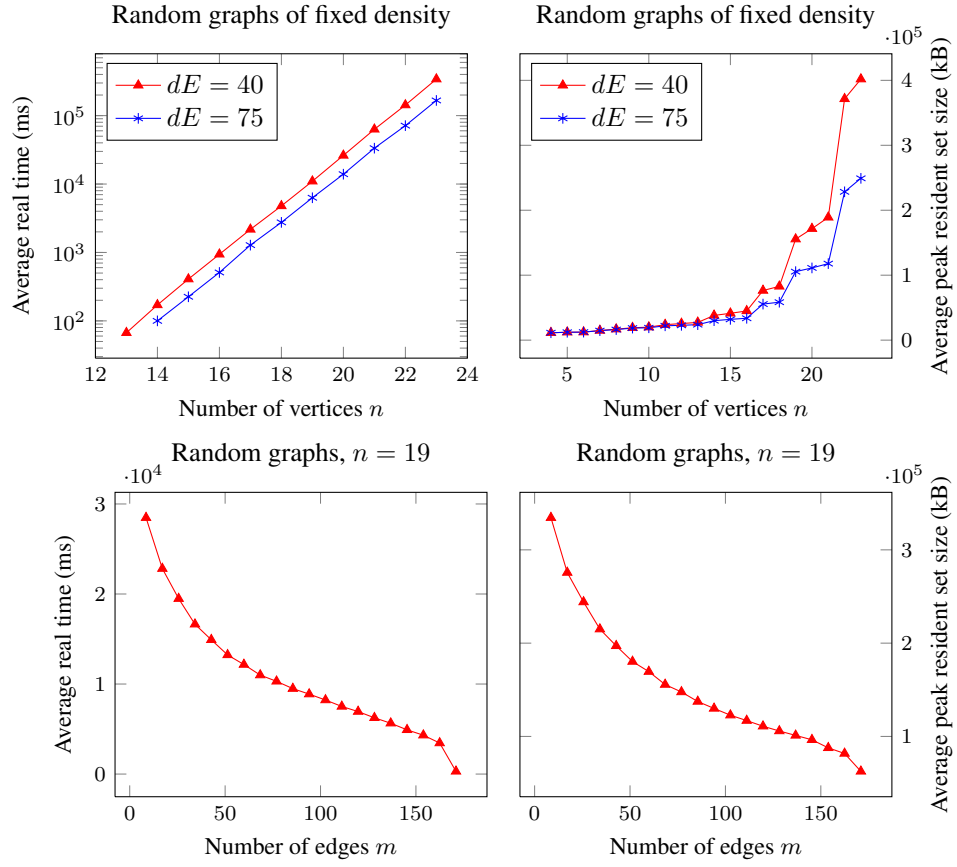 Random graphs of fixed density
12 14 16 18 20 22 24
10^2
10^3
10^4
10^5
Number of vertices n
Average real time (ms)
dE = 40
dE = 75
Random graphs of fixed density
·10^5
5 10 15 20
0
1
2
3
4
Number of vertices n
Average peak resident set size (kB)
dE = 40
dE = 75
Random graphs, n = 19
·10^4
0 50 100 150
0
1
2
3
Number of edges m
Average real time (ms)
Random graphs, n = 19
·10^5
0 50 100 150
1
2
3
Number of edges m
Average peak resident set size (kB)